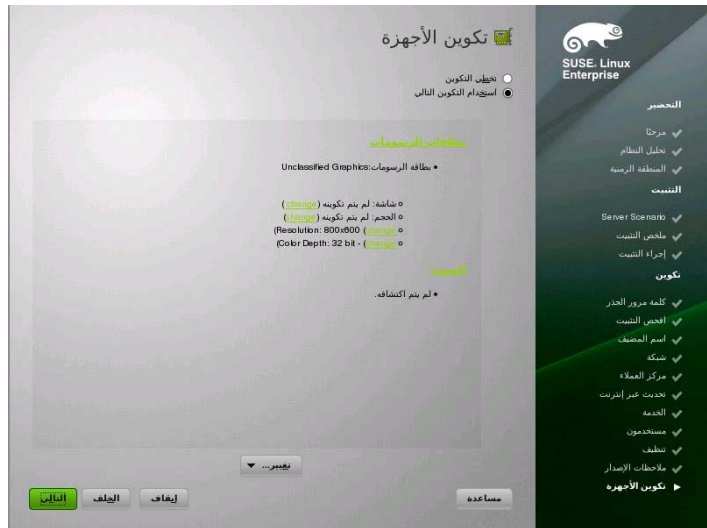 تكوين الأجهزة
تخطي التكوين
استخدام التكوين التالي
بطاقات الرسومات
بطاقة الرسومات:Unclassified Graphics
شاشة: لم يتم تكوينه (change)
الحجم: لم يتم تكوينه (change)
(Resolution: 800x600 (change
(Color Depth: 32 bit - (change
الصوت
لم يتم اكتشافه.
تغيير...
مساعدة
إيقاف
الخلف
التالي
SUSE. Linux
Enterprise
التحضير
مرحبًا
تحليل النظام
المنطقة الزمنية
التثبيت
Server Scenario
ملخص التثبيت
إجراء التثبيت
تكوين
كلمة مرور الجذر
افحص التثبيت
اسم المضيف
شبكة
مركز العملاء
تحديث عبر إنترنت
الخدمة
مستخدمون
تنظيف
ملاحظات الإصدار
تكوين الأجهزة